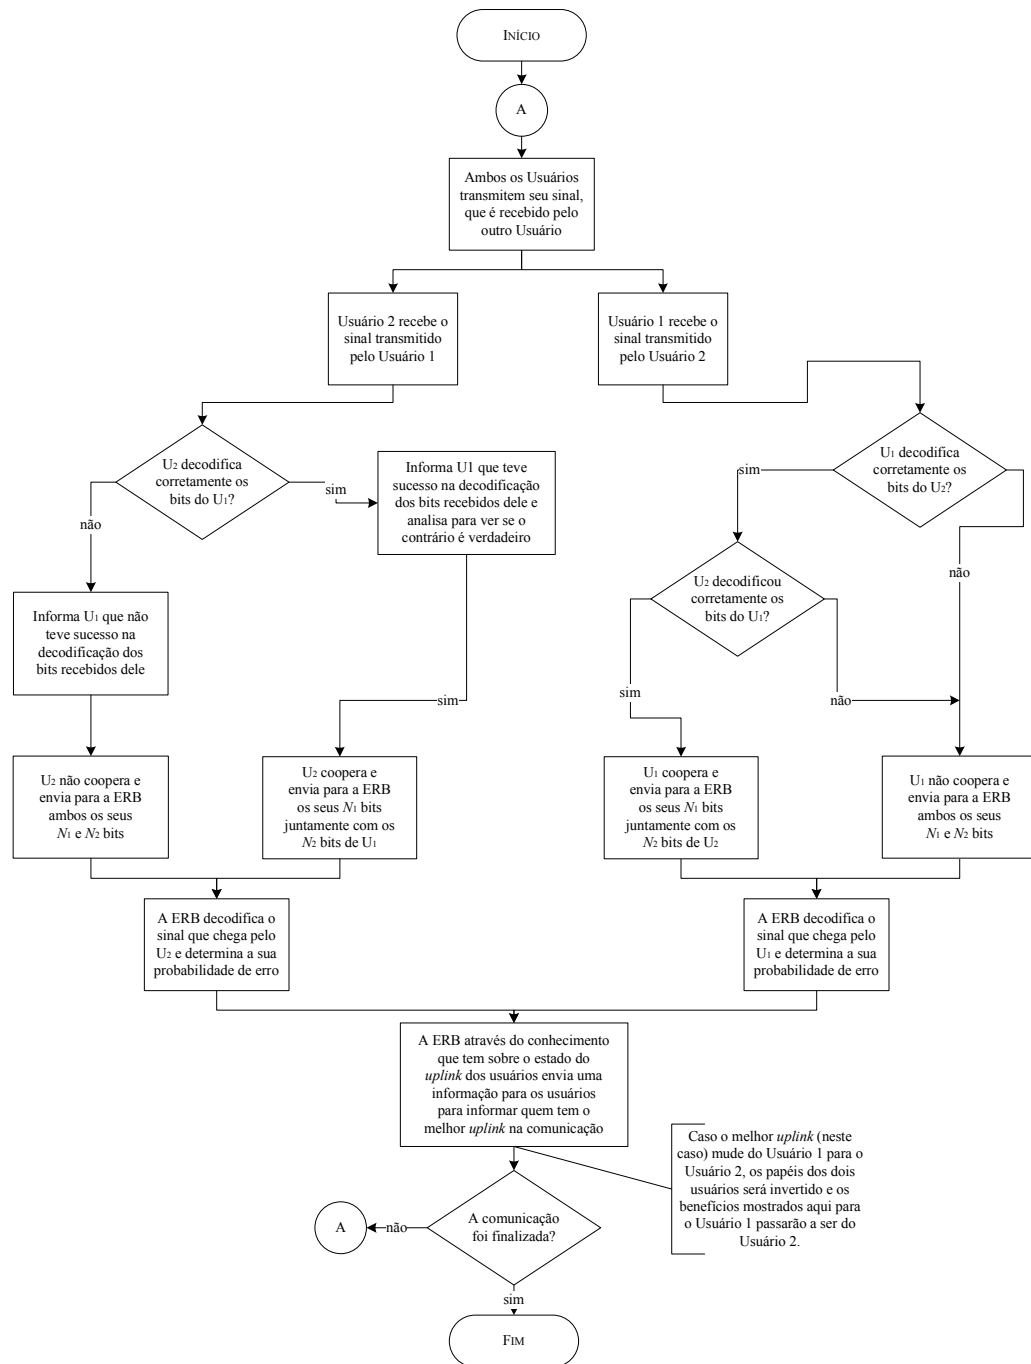 INÍCIO
A
Ambos os Usuários
transmitem seu sinal,
que é recebido pelo
outro Usuário
Usuário 2 recebe o
sinal transmitido
pelo Usuário 1
Usuário 1 recebe o
sinal transmitido
pelo Usuário 2
U2 decodifica
corretamente os
bits do U1?
sim
não
Informa U1 que teve
sucesso na decodificação
dos bits recebidos dele e
analisa para ver se o
contrário é verdadeiro
U1 decodifica
corretamente os
bits do U2?
sim
não
U2 decodificou
corretamente os
bits do U1?
sim
não
Informa U1 que não
teve sucesso na
decodificação dos
bits recebidos dele
sim
U2 não coopera e
envia para a ERB
ambos os seus
N1 e N2 bits
U2 coopera e
envia para a ERB
os seus N1 bits
juntamente com os
N2 bits de U1
U1 coopera e
envia para a ERB
os seus N1 bits
juntamente com os
N2 bits de U2
U1 não coopera e
envia para a ERB
ambos os seus
N1 e N2 bits
A ERB decodifica o
sinal que chega pelo
U2 e determina a sua
probabilidade de erro
A ERB decodifica o
sinal que chega pelo
U1 e determina a sua
probabilidade de erro
A ERB através do conhecimento
que tem sobre o estado do
uplink dos usuários envia uma
informação para os usuários
para informar quem tem o
melhor uplink na comunicação
Caso o melhor uplink (neste
caso) mude do Usuário 1 para o
Usuário 2, os papéis dos dois
usuários será invertido e os
benefícios mostrados aqui para
o Usuário 1 passarão a ser do
Usuário 2.
A comunicação
foi finalizada?
não
A
sim
FIM